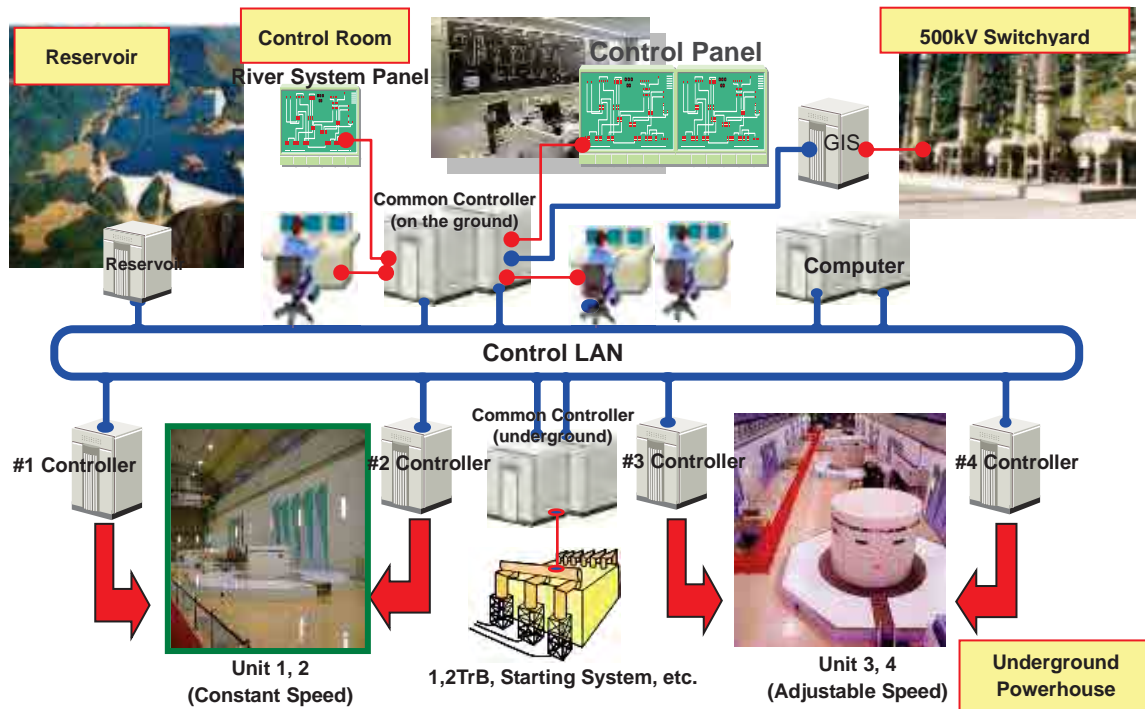 Reservoir
Control Room
500kV Switchyard
River System Panel
Control Panel
GIS
Common Controller
(on the ground)
Reservoir
Computer
Control LAN
Common Controller
(underground)
#1 Controller
#2 Controller
#3 Controller
#4 Controller
Unit 1, 2
(Constant Speed)
1,2TrB, Starting System, etc.
Unit 3, 4
(Adjustable Speed)
Underground
Powerhouse